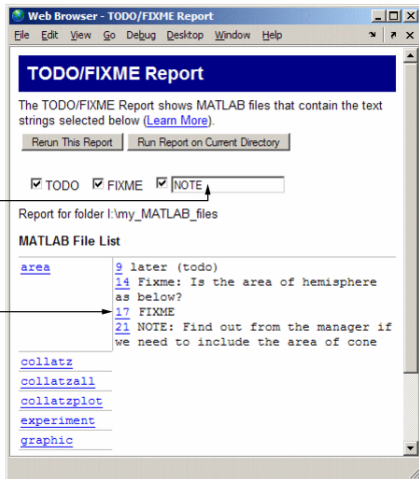 Web Browser - TODO/FIXME Report
File Edit View Go Debug Desktop Window Help
TODO/FIXME Report
The TODO/FIXME Report shows MATLAB files that contain the text
strings selected below (Learn More).
Rerun This Report Run Report on Current Directory
TODO FIXME NOTE
Report for folder I:\my_MATLAB_files
MATLAB File List
area 9 later (todo)
14 Fixme: Is the area of hemisphere
as below?
17 FIXME
21 NOTE: Find out from the manager if
we need to include the area of cone
collatz
collatzall
collatzplot
experiment
graphic